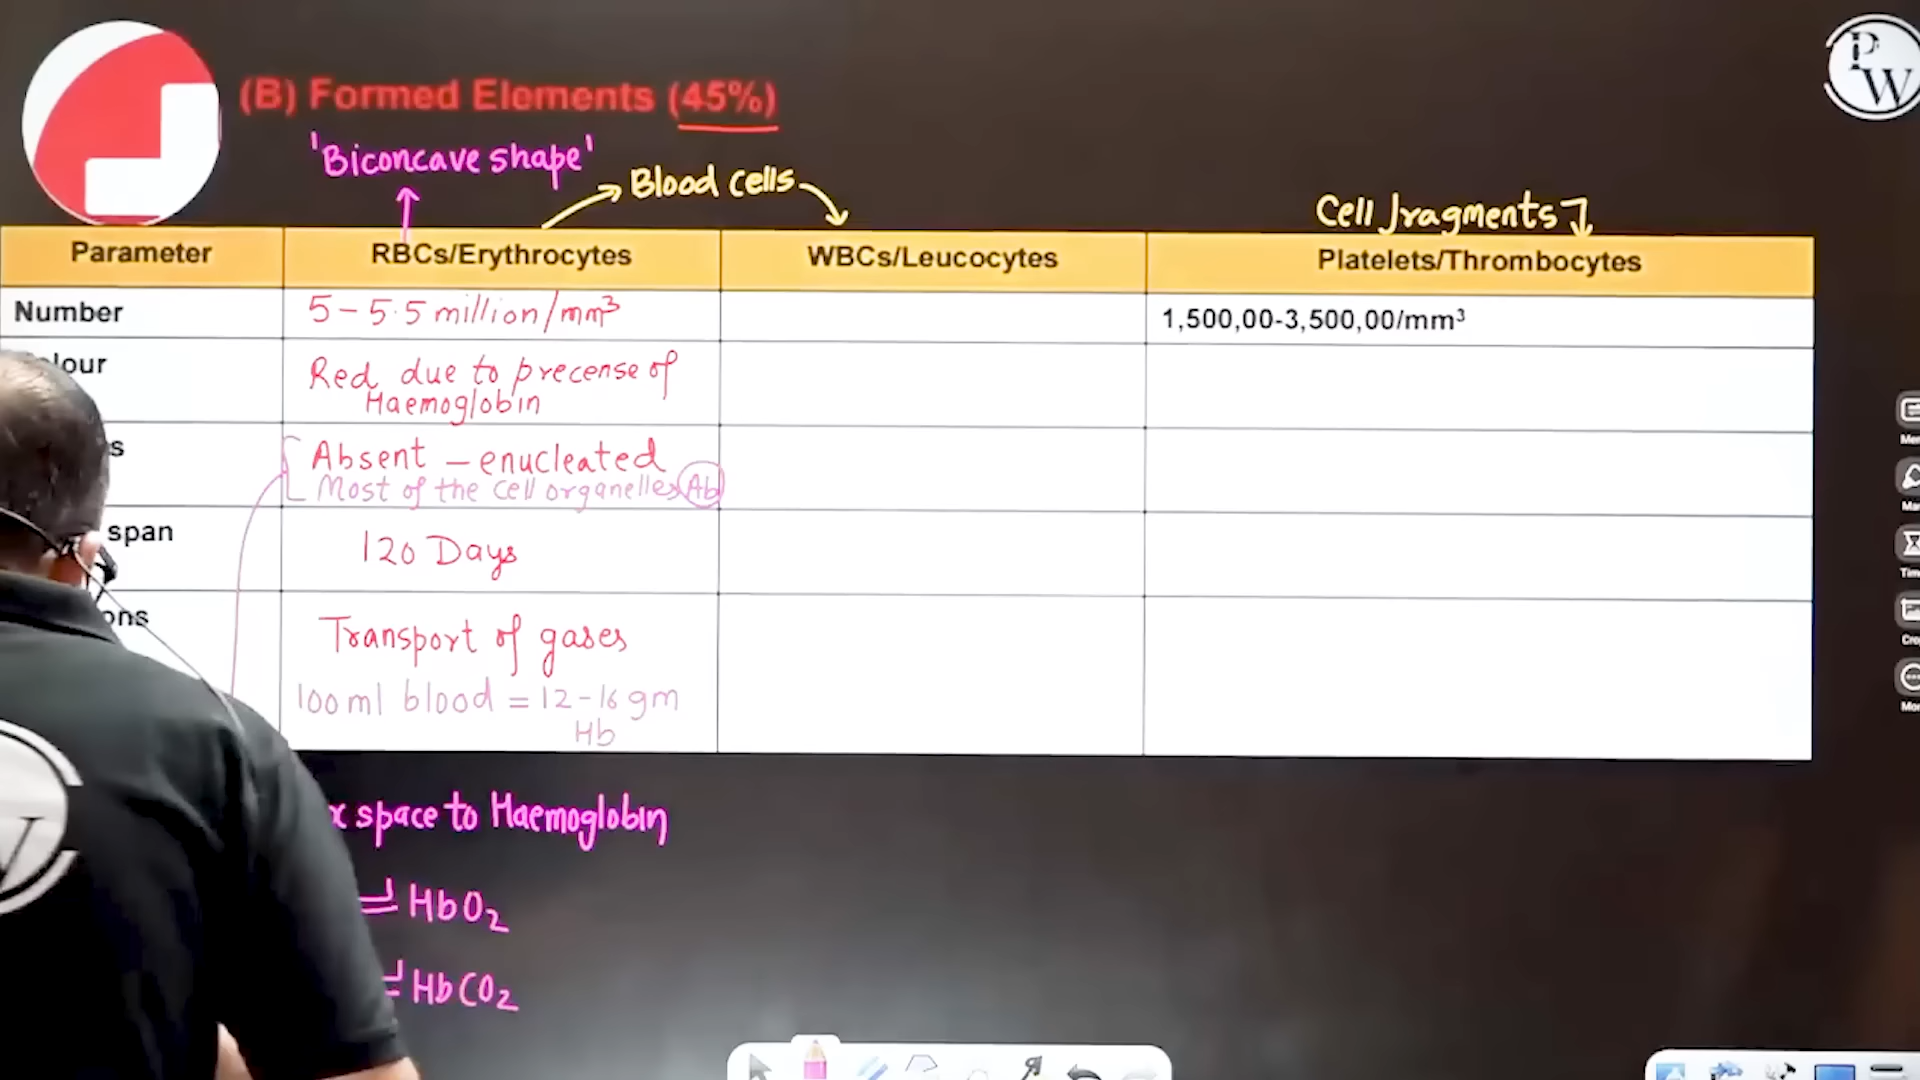 (B) Formed Elements (45%)
PW
'Biconcave shape'
Blood cells
Cell fragments
Parameter RBCs/Erythrocytes WBCs/Leucocytes Platelets/Thrombocytes
Number 5-5.5 million/mm³ 1,500,00-3,500,00/mm³
lour Red due to precense of
Haemoglobin
s Absent - enucleated
Most of the cell organelles Ab
span 120 Days
ons Transport of gases
100ml blood = 12-16 gm
Hb
x space to Haemoglobin
HbO₂
HbCO₂
W